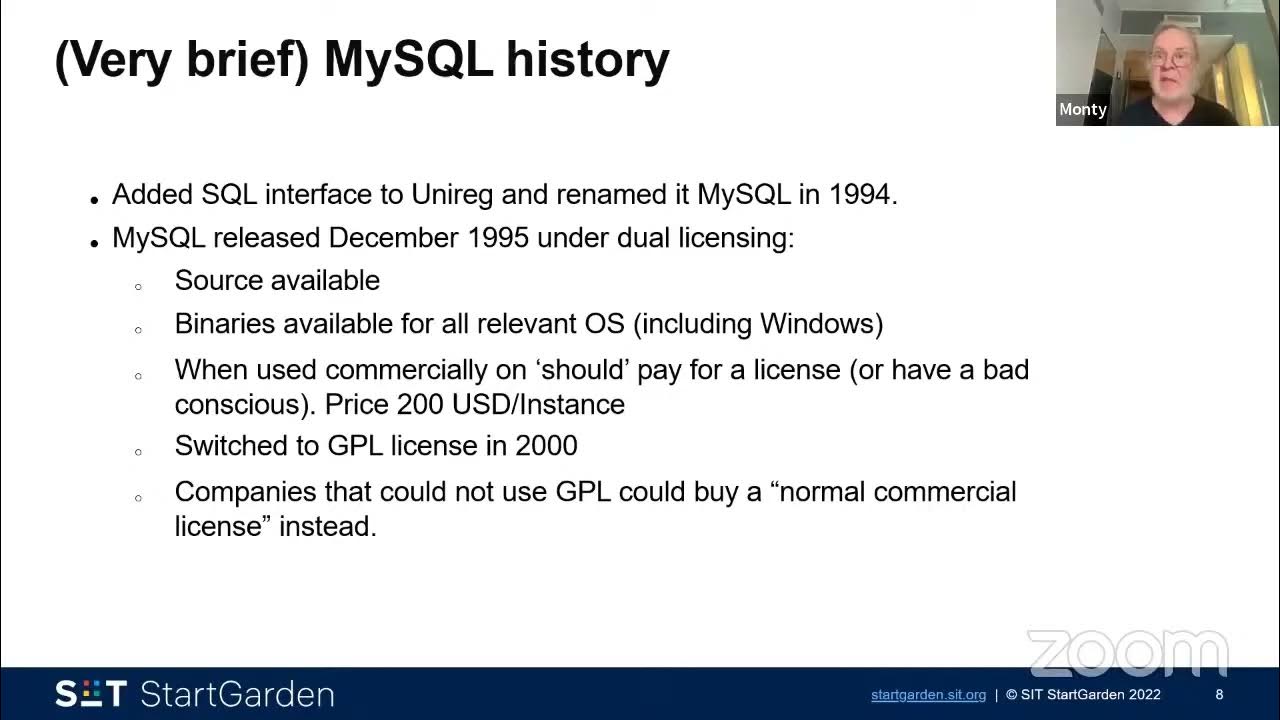 (Very brief) MySQL history
Monty
• Added SQL interface to Unireg and renamed it MySQL in 1994.
• MySQL released December 1995 under dual licensing:
○ Source available
○ Binaries available for all relevant OS (including Windows)
○ When used commercially on ‘should’ pay for a license (or have a bad
conscious). Price 200 USD/Instance
○ Switched to GPL license in 2000
○ Companies that could not use GPL could buy a “normal commercial
license” instead.
zoom
SIT StartGarden
startgarden.sit.org | © SIT StartGarden 2022 8